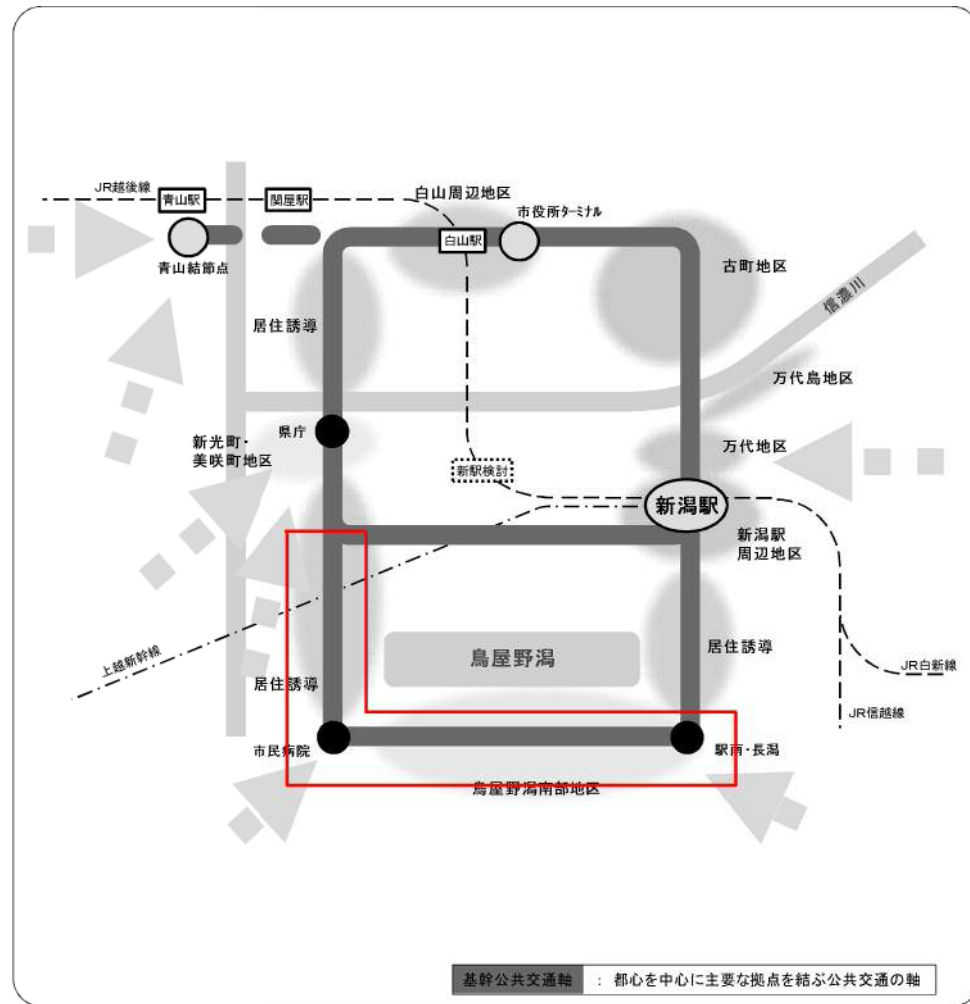 JR越後線
青山駅
関屋駅
白山周辺地区
市役所ターミナル
白山駅
青山結節点
古町地区
信濃川
居住誘導
万代島地区
県庁
新光町・
美咲町地区
万代地区
新駅検討
新潟駅
新潟駅
周辺地区
鳥屋野潟
居住誘導
上越新幹線
居住誘導
JR白新線
JR信越線
市民病院
駅南・長潟
鳥屋野潟南部地区
基幹公共交通軸 : 都心を中心に主要な拠点を結ぶ公共交通の軸